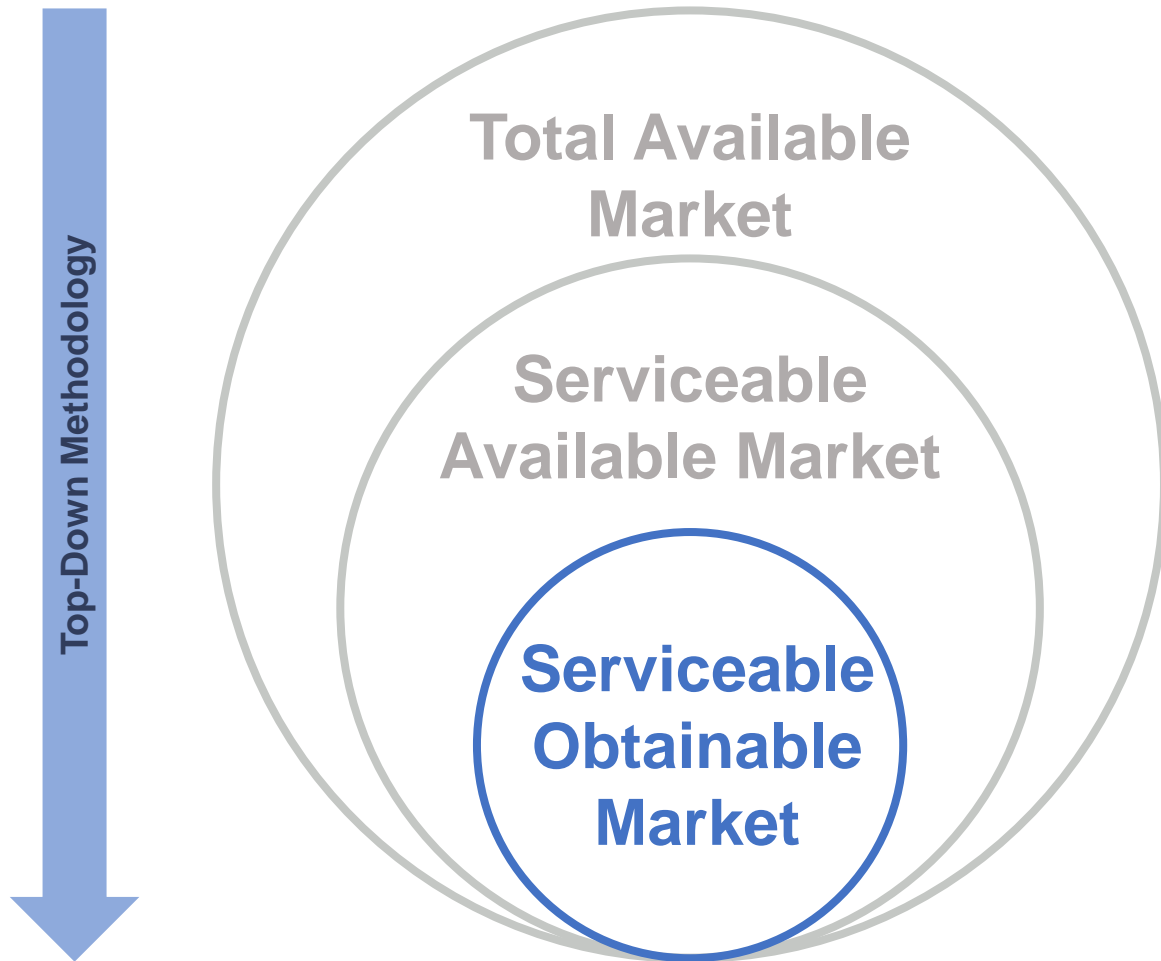 Total Available
Market
Top-Down Methodology
Serviceable
Available Market
Serviceable
Obtainable
Market